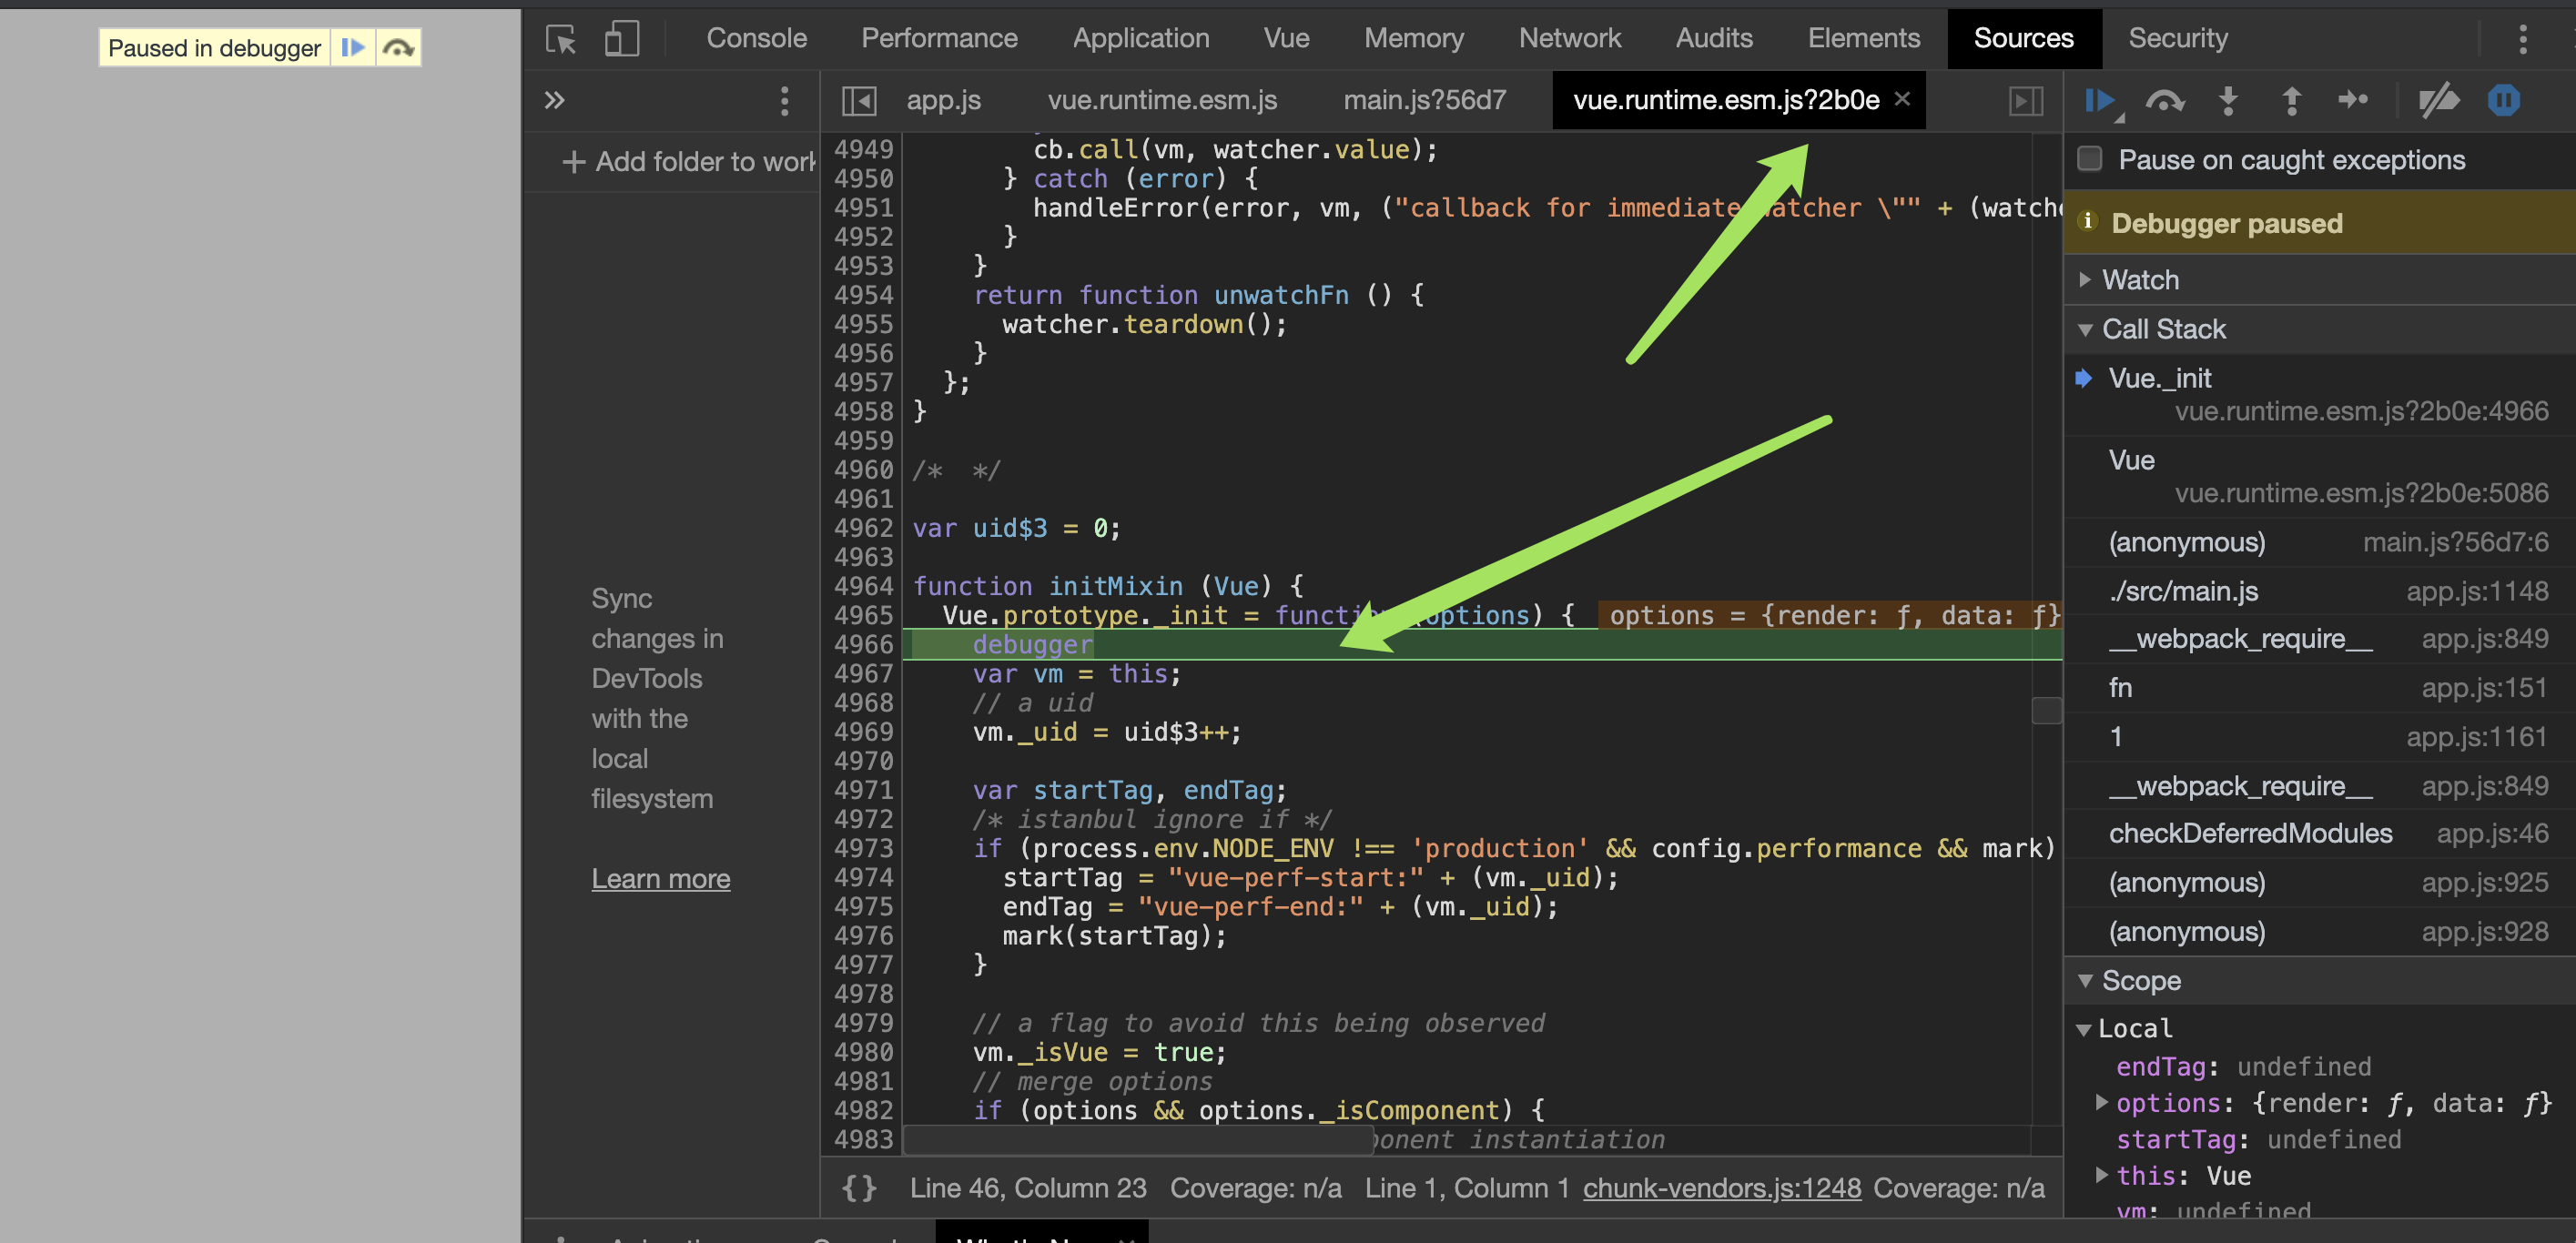 Paused in debugger
Console Performance Application Vue Memory Network Audits Elements Sources Security
app.js vue.runtime.esm.js main.js?56d7 vue.runtime.esm.js?2b0e
+ Add folder to work
Sync
changes in
DevTools
with the
local
filesystem
Learn more
4949 cb.call(vm, watcher.value);
4950 } catch (error) {
4951 handleError(error, vm, ("callback for immediate watcher \"" + (watche
4952 }
4953 }
4954 return function unwatchFn () {
4955 watcher.teardown();
4956 }
4957 };
4958 }
4959
4960 /*  */
4961
4962 var uid$3 = 0;
4963
4964 function initMixin (Vue) {
4965 Vue.prototype._init = function (options) { options = {render: ƒ, data: ƒ}
4966 debugger
4967 var vm = this;
4968 // a uid
4969 vm._uid = uid$3++;
4970
4971 var startTag, endTag;
4972 /* istanbul ignore if */
4973 if (process.env.NODE_ENV !== 'production' && config.performance && mark)
4974 startTag = "vue-perf-start:" + (vm._uid);
4975 endTag = "vue-perf-end:" + (vm._uid);
4976 mark(startTag);
4977 }
4978
4979 // a flag to avoid this being observed
4980 vm._isVue = true;
4981 // merge options
4982 if (options && options._isComponent) {
4983 ponent instantiation
{} Line 46, Column 23 Coverage: n/a Line 1, Column 1 chunk-vendors.js:1248 Coverage: n/a
Pause on caught exceptions
Debugger paused
Watch
Call Stack
Vue._init
vue.runtime.esm.js?2b0e:4966
Vue
vue.runtime.esm.js?2b0e:5086
(anonymous) main.js?56d7:6
./src/main.js app.js:1148
__webpack_require__ app.js:849
fn app.js:151
1 app.js:1161
__webpack_require__ app.js:849
checkDeferredModules app.js:46
(anonymous) app.js:925
(anonymous) app.js:928
Scope
Local
endTag: undefined
options: {render: ƒ, data: ƒ}
startTag: undefined
this: Vue
vm: undefined